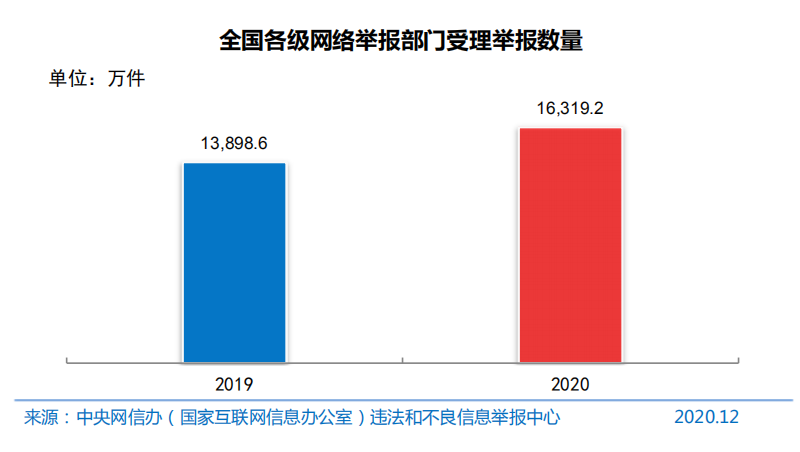 全国各级网络举报部门受理举报数量
单位：万件
13,898.6
16,319.2
2019
2020
来源：中央网信办（国家互联网信息办公室）违法和不良信息举报中心
2020.12